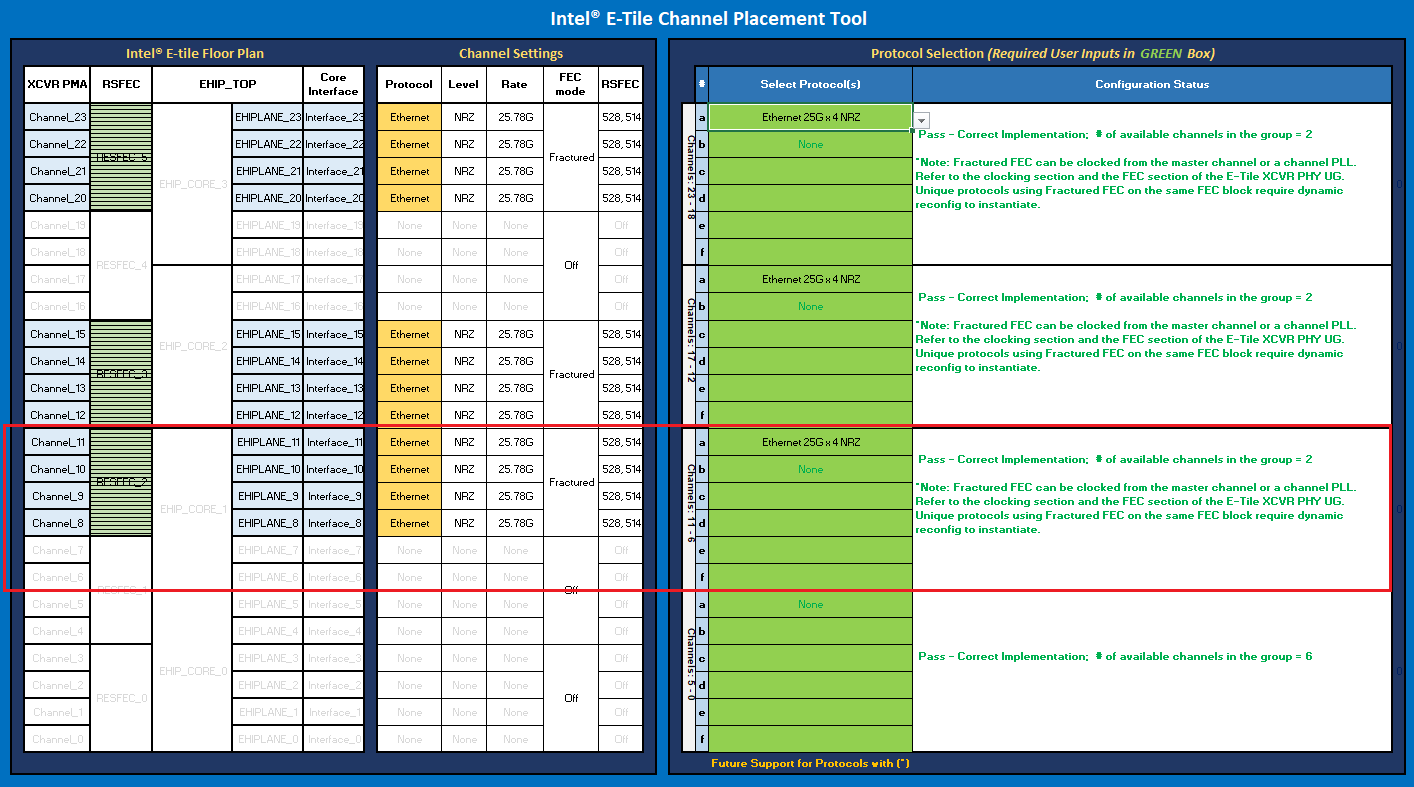 Intel® E-Tile Channel Placement Tool
Intel® E-tile Floor Plan Channel Settings Protocol Selection (Required User Inputs in GREEN Box)
XCVR PMA RSFEC EHIP_TOP Core Interface Protocol Level Rate FEC mode RSFEC # Select Protocol(s) Configuration Status
Channel_23 EHIPLANE_23 Interface_23 Ethernet NRZ 25.78G 528, 514 a Ethernet 25G x 4 NRZ
Channel_22 EHIPLANE_22 Interface_22 Ethernet NRZ 25.78G 528, 514 b None
Channel_21 EHIPLANE_21 Interface_21 Ethernet NRZ 25.78G 528, 514 c
Channel_20 EHIPLANE_20 Interface_20 Ethernet NRZ 25.78G 528, 514 d
RESFEC_5 EHIP_CORE_3 Fractured
Channels: 23 - 18
Pass - Correct Implementation; # of available channels in the group = 2
*Note: Fractured FEC can be clocked from the master channel or a channel PLL.
Refer to the clocking section and the FEC section of the E-Tile XCVR PHY UG.
Unique protocols using Fractured FEC on the same FEC block require dynamic
reconfig to instantiate.
0
Channel_19 EHIPLANE_19 Interface_19 None None None Off e
Channel_18 EHIPLANE_18 Interface_18 None None None Off f
RESFEC_4 Off
Channel_17 EHIPLANE_17 Interface_17 None None None Off a Ethernet 25G x 4 NRZ
Channel_16 EHIPLANE_16 Interface_16 None None None Off b None
Channel_15 EHIPLANE_15 Interface_15 Ethernet NRZ 25.78G 528, 514 c
Channel_14 EHIPLANE_14 Interface_14 Ethernet NRZ 25.78G 528, 514 d
Channel_13 EHIPLANE_13 Interface_13 Ethernet NRZ 25.78G 528, 514 e
Channel_12 EHIPLANE_12 Interface_12 Ethernet NRZ 25.78G 528, 514 f
RESFEC_3 EHIP_CORE_2 Fractured
Channels: 17 - 12
Pass - Correct Implementation; # of available channels in the group = 2
*Note: Fractured FEC can be clocked from the master channel or a channel PLL.
Refer to the clocking section and the FEC section of the E-Tile XCVR PHY UG.
Unique protocols using Fractured FEC on the same FEC block require dynamic
reconfig to instantiate.
0
Channel_11 EHIPLANE_11 Interface_11 Ethernet NRZ 25.78G 528, 514 a Ethernet 25G x 4 NRZ
Channel_10 EHIPLANE_10 Interface_10 Ethernet NRZ 25.78G 528, 514 b None
Channel_9 EHIPLANE_9 Interface_9 Ethernet NRZ 25.78G 528, 514 c
Channel_8 EHIPLANE_8 Interface_8 Ethernet NRZ 25.78G 528, 514 d
RESFEC_2 EHIP_CORE_1 Fractured
Channels: 11 - 6
Pass - Correct Implementation; # of available channels in the group = 2
*Note: Fractured FEC can be clocked from the master channel or a channel PLL.
Refer to the clocking section and the FEC section of the E-Tile XCVR PHY UG.
Unique protocols using Fractured FEC on the same FEC block require dynamic
reconfig to instantiate.
0
Channel_7 EHIPLANE_7 Interface_7 None None None Off e
Channel_6 EHIPLANE_6 Interface_6 None None None Off f
RESFEC_1 Off
Channel_5 EHIPLANE_5 Interface_5 None None None Off a None
Channel_4 EHIPLANE_4 Interface_4 None None None Off b
Channel_3 EHIPLANE_3 Interface_3 None None None Off c
Channel_2 EHIPLANE_2 Interface_2 None None None Off d
Channel_1 EHIPLANE_1 Interface_1 None None None Off e
Channel_0 EHIPLANE_0 Interface_0 None None None Off f
RESFEC_0 EHIP_CORE_0 Off
Channels: 5 - 0
Pass - Correct Implementation; # of available channels in the group = 6
0
Future Support for Protocols with (*)